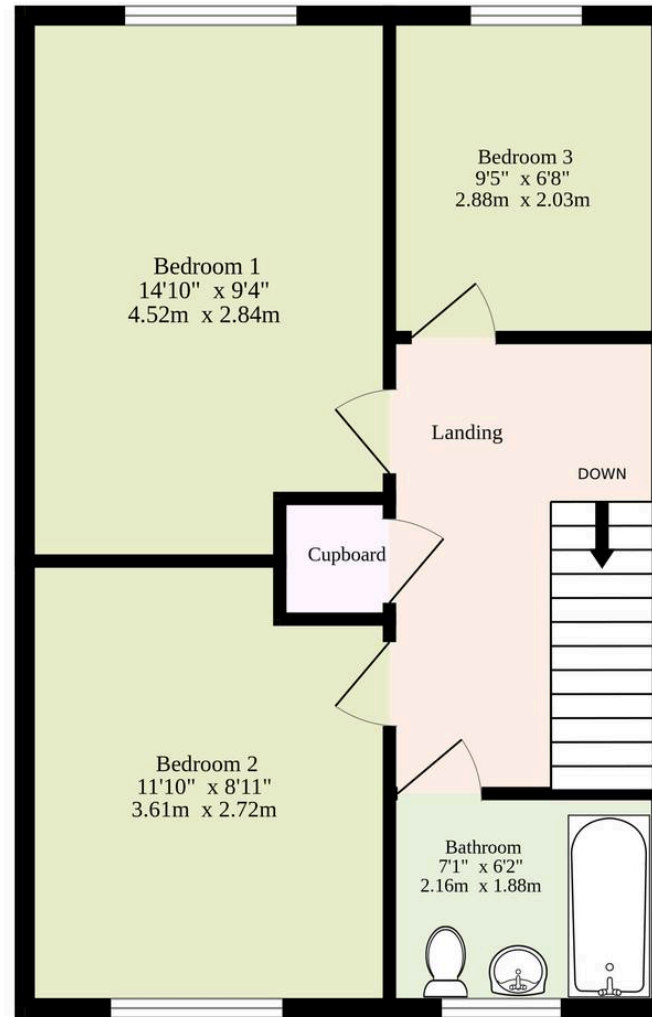 Bedroom 3
9'5" x 6'8"
2.88m x 2.03m
Bedroom 1
14'10" x 9'4"
4.52m x 2.84m
Landing
DOWN
Cupboard
Bedroom 2
11'10" x 8'11"
3.61m x 2.72m
Bathroom
7'1" x 6'2"
2.16m x 1.88m